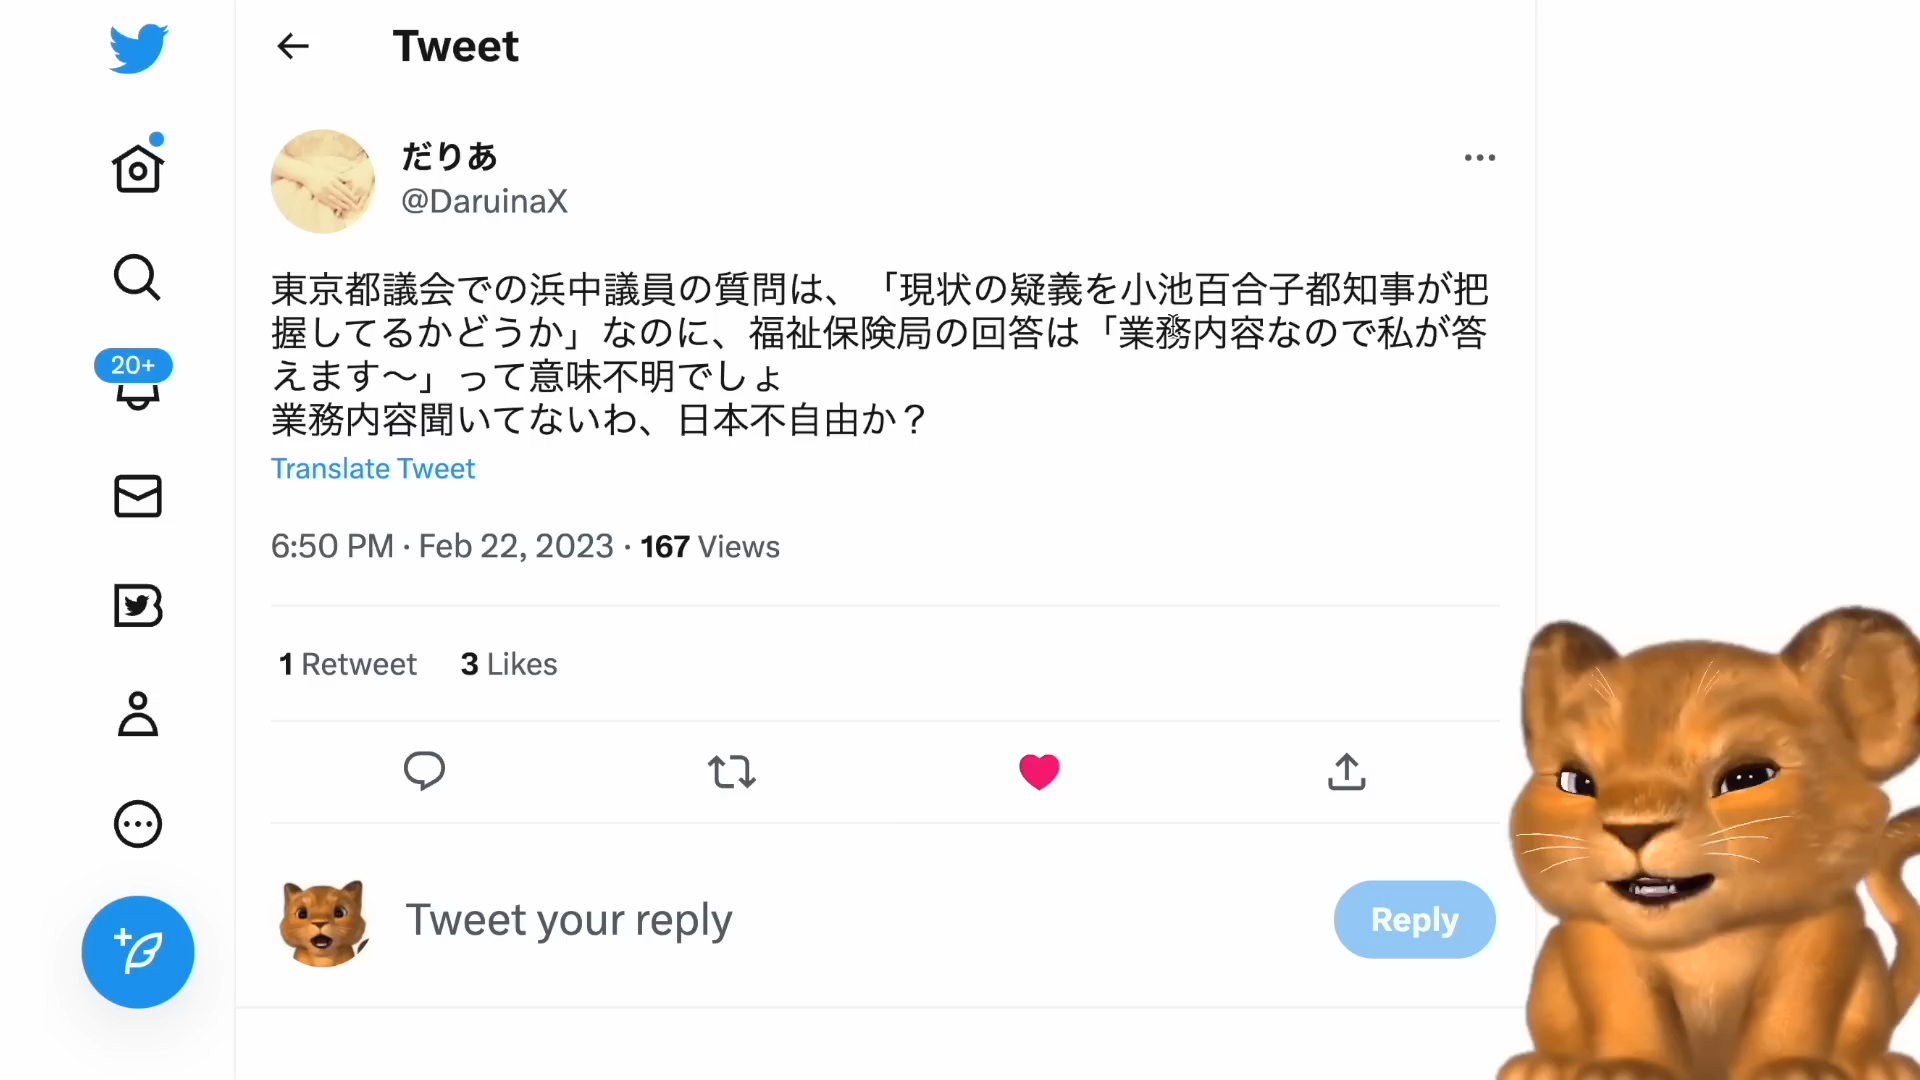 Tweet
だりあ
@DaruinaX
東京都議会での浜中議員の質問は、「現状の疑義を小池百合子都知事が把
握してるかどうか」なのに、福祉保険局の回答は「業務内容なので私が答
えます〜」って意味不明でしょ
業務内容聞いてないわ、日本不自由か？
Translate Tweet
6:50 PM · Feb 22, 2023 · 167 Views
1 Retweet 3 Likes
Tweet your reply
Reply
20+